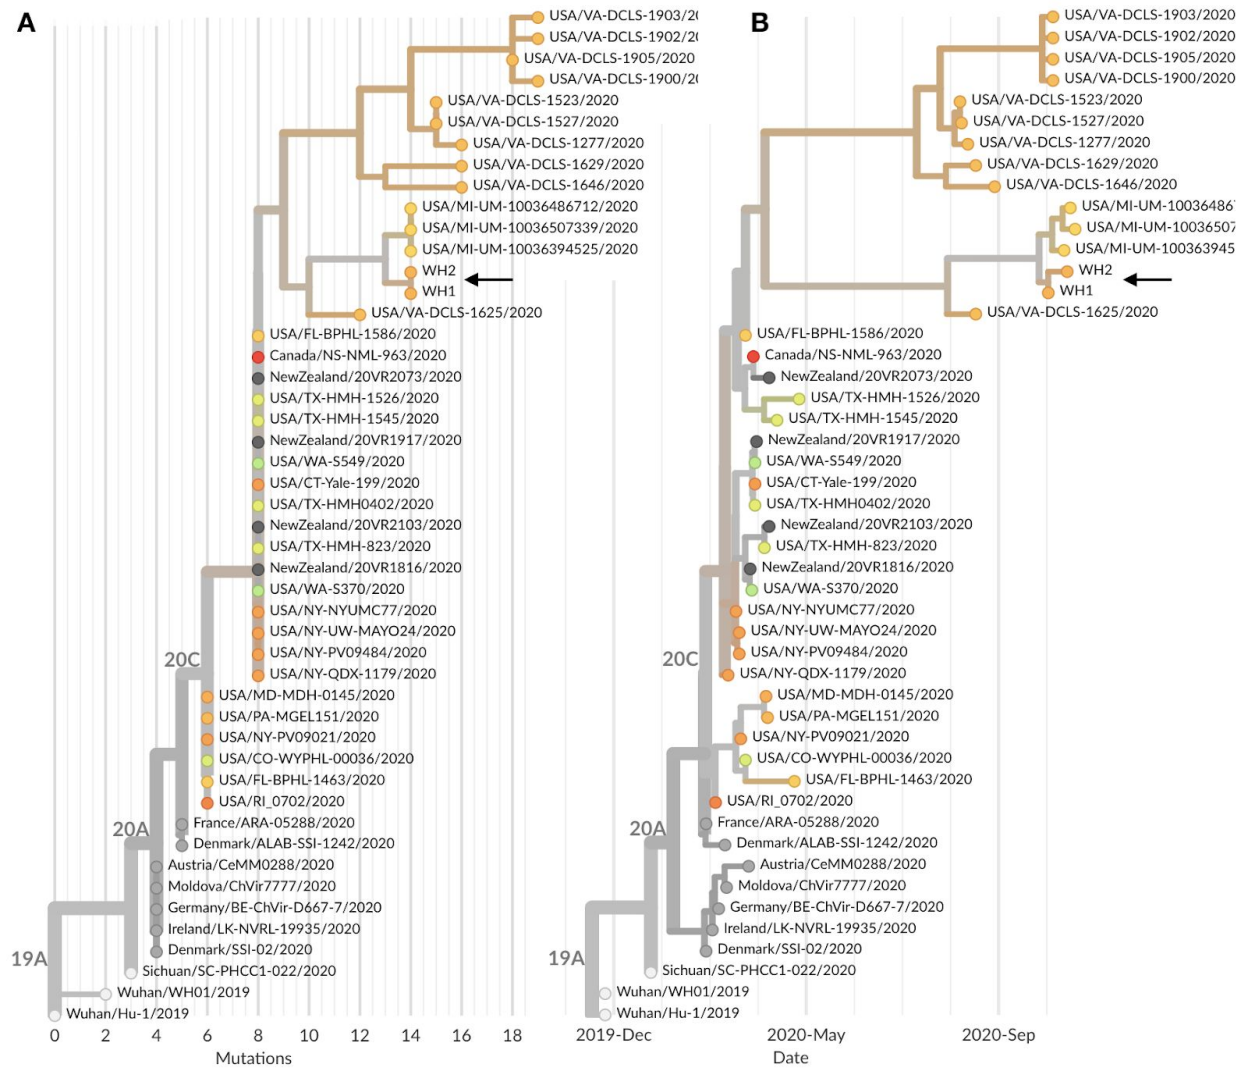 A
USA/VA-DCLS-1903/20
USA/VA-DCLS-1902/20
USA/VA-DCLS-1905/2020
USA/VA-DCLS-1900/20
USA/VA-DCLS-1523/2020
USA/VA-DCLS-1527/2020
USA/VA-DCLS-1277/2020
USA/VA-DCLS-1629/2020
USA/VA-DCLS-1646/2020
USA/MI-UM-10036486712/2020
USA/MI-UM-10036507339/2020
USA/MI-UM-10036394525/2020
WH2
WH1
USA/VA-DCLS-1625/2020
USA/FL-BPHL-1586/2020
Canada/NS-NML-963/2020
NewZealand/20VR2073/2020
USA/TX-HMH-1526/2020
USA/TX-HMH-1545/2020
NewZealand/20VR1917/2020
USA/WA-S549/2020
USA/CT-Yale-199/2020
USA/TX-HMH0402/2020
NewZealand/20VR2103/2020
USA/TX-HMH-823/2020
NewZealand/20VR1816/2020
USA/WA-S370/2020
USA/NY-NYUMC77/2020
USA/NY-UW-MAYO24/2020
USA/NY-PV09484/2020
20C
USA/NY-QDX-1179/2020
USA/MD-MDH-0145/2020
USA/PA-MGEL151/2020
USA/NY-PV09021/2020
USA/CO-WYPHL-00036/2020
USA/FL-BPHL-1463/2020
USA/RI_0702/2020
20A
France/ARA-05288/2020
Denmark/ALAB-SSI-1242/2020
Austria/CeMM0288/2020
Moldova/ChVir7777/2020
Germany/BE-ChVir-D667-7/2020
Ireland/LK-NVRL-19935/2020
Denmark/SSI-02/2020
19A
Sichuan/SC-PHCC1-022/2020
Wuhan/WH01/2019
Wuhan/Hu-1/2019
0 2 4 6 8 10 12 14 16 18
Mutations
B
USA/VA-DCLS-1903/2020
USA/VA-DCLS-1902/2020
USA/VA-DCLS-1905/2020
USA/VA-DCLS-1900/2020
USA/VA-DCLS-1523/2020
USA/VA-DCLS-1527/2020
USA/VA-DCLS-1277/2020
USA/VA-DCLS-1629/2020
USA/VA-DCLS-1646/2020
USA/MI-UM-10036486
USA/MI-UM-10036507
USA/MI-UM-100363945
WH2
WH1
USA/VA-DCLS-1625/2020
USA/FL-BPHL-1586/2020
Canada/NS-NML-963/2020
NewZealand/20VR2073/2020
USA/TX-HMH-1526/2020
USA/TX-HMH-1545/2020
NewZealand/20VR1917/2020
USA/WA-S549/2020
USA/CT-Yale-199/2020
USA/TX-HMH0402/2020
NewZealand/20VR2103/2020
USA/TX-HMH-823/2020
NewZealand/20VR1816/2020
USA/WA-S370/2020
USA/NY-NYUMC77/2020
USA/NY-UW-MAYO24/2020
USA/NY-PV09484/2020
20C
USA/NY-QDX-1179/2020
USA/MD-MDH-0145/2020
USA/PA-MGEL151/2020
USA/NY-PV09021/2020
USA/CO-WYPHL-00036/2020
USA/FL-BPHL-1463/2020
USA/RI_0702/2020
20A
France/ARA-05288/2020
Denmark/ALAB-SSI-1242/2020
Austria/CeMM0288/2020
Moldova/ChVir7777/2020
Germany/BE-ChVir-D667-7/2020
Ireland/LK-NVRL-19935/2020
Denmark/SSI-02/2020
19A
Sichuan/SC-PHCC1-022/2020
Wuhan/WH01/2019
Wuhan/Hu-1/2019
2019-Dec 2020-May 2020-Sep
Date